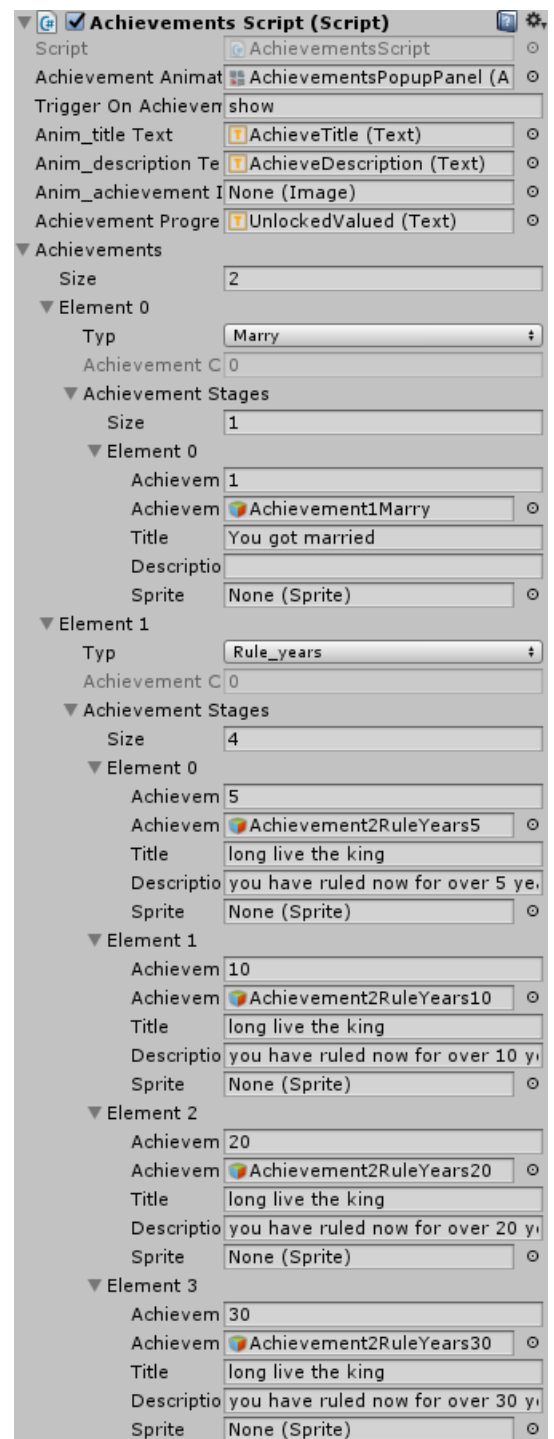 Achievements Script (Script)
Script AchievementsScript
Achievement Animat AchievementsPopupPanel (A
Trigger On Achievem show
Anim_title Text AchieveTitle (Text)
Anim_description Te AchieveDescription (Text)
Anim_achievement I None (Image)
Achievement Progre UnlockedValued (Text)
Achievements
Size 2
Element 0
Typ Marry
Achievement C 0
Achievement Stages
Size 1
Element 0
Achievem 1
Achievem Achievement1Marry
Title You got married
Descriptio
Sprite None (Sprite)
Element 1
Typ Rule_years
Achievement C 0
Achievement Stages
Size 4
Element 0
Achievem 5
Achievem Achievement2RuleYears5
Title long live the king
Descriptio you have ruled now for over 5 ye
Sprite None (Sprite)
Element 1
Achievem 10
Achievem Achievement2RuleYears10
Title long live the king
Descriptio you have ruled now for over 10 y
Sprite None (Sprite)
Element 2
Achievem 20
Achievem Achievement2RuleYears20
Title long live the king
Descriptio you have ruled now for over 20 y
Sprite None (Sprite)
Element 3
Achievem 30
Achievem Achievement2RuleYears30
Title long live the king
Descriptio you have ruled now for over 30 y
Sprite None (Sprite)